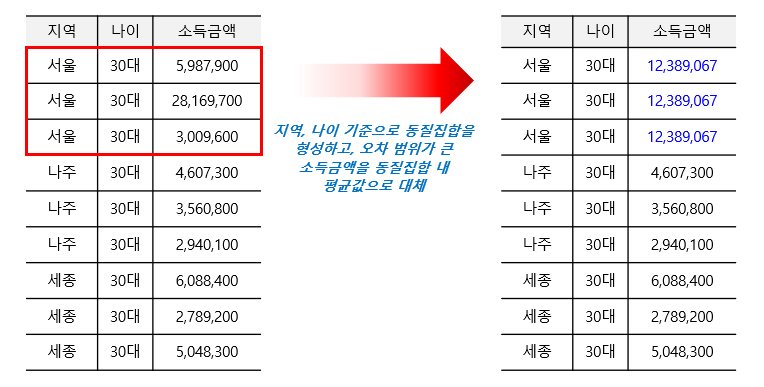 지역 나이 소득금액
서울 30대 5,987,900
서울 30대 28,169,700
서울 30대 3,009,600
나주 30대 4,607,300
나주 30대 3,560,800
나주 30대 2,940,100
세종 30대 6,088,400
세종 30대 2,789,200
세종 30대 5,048,300
지역, 나이 기준으로 동질집합을
형성하고, 오차 범위가 큰
소득금액을 동질집합 내
평균값으로 대체
지역 나이 소득금액
서울 30대 12,389,067
서울 30대 12,389,067
서울 30대 12,389,067
나주 30대 4,607,300
나주 30대 3,560,800
나주 30대 2,940,100
세종 30대 6,088,400
세종 30대 2,789,200
세종 30대 5,048,300